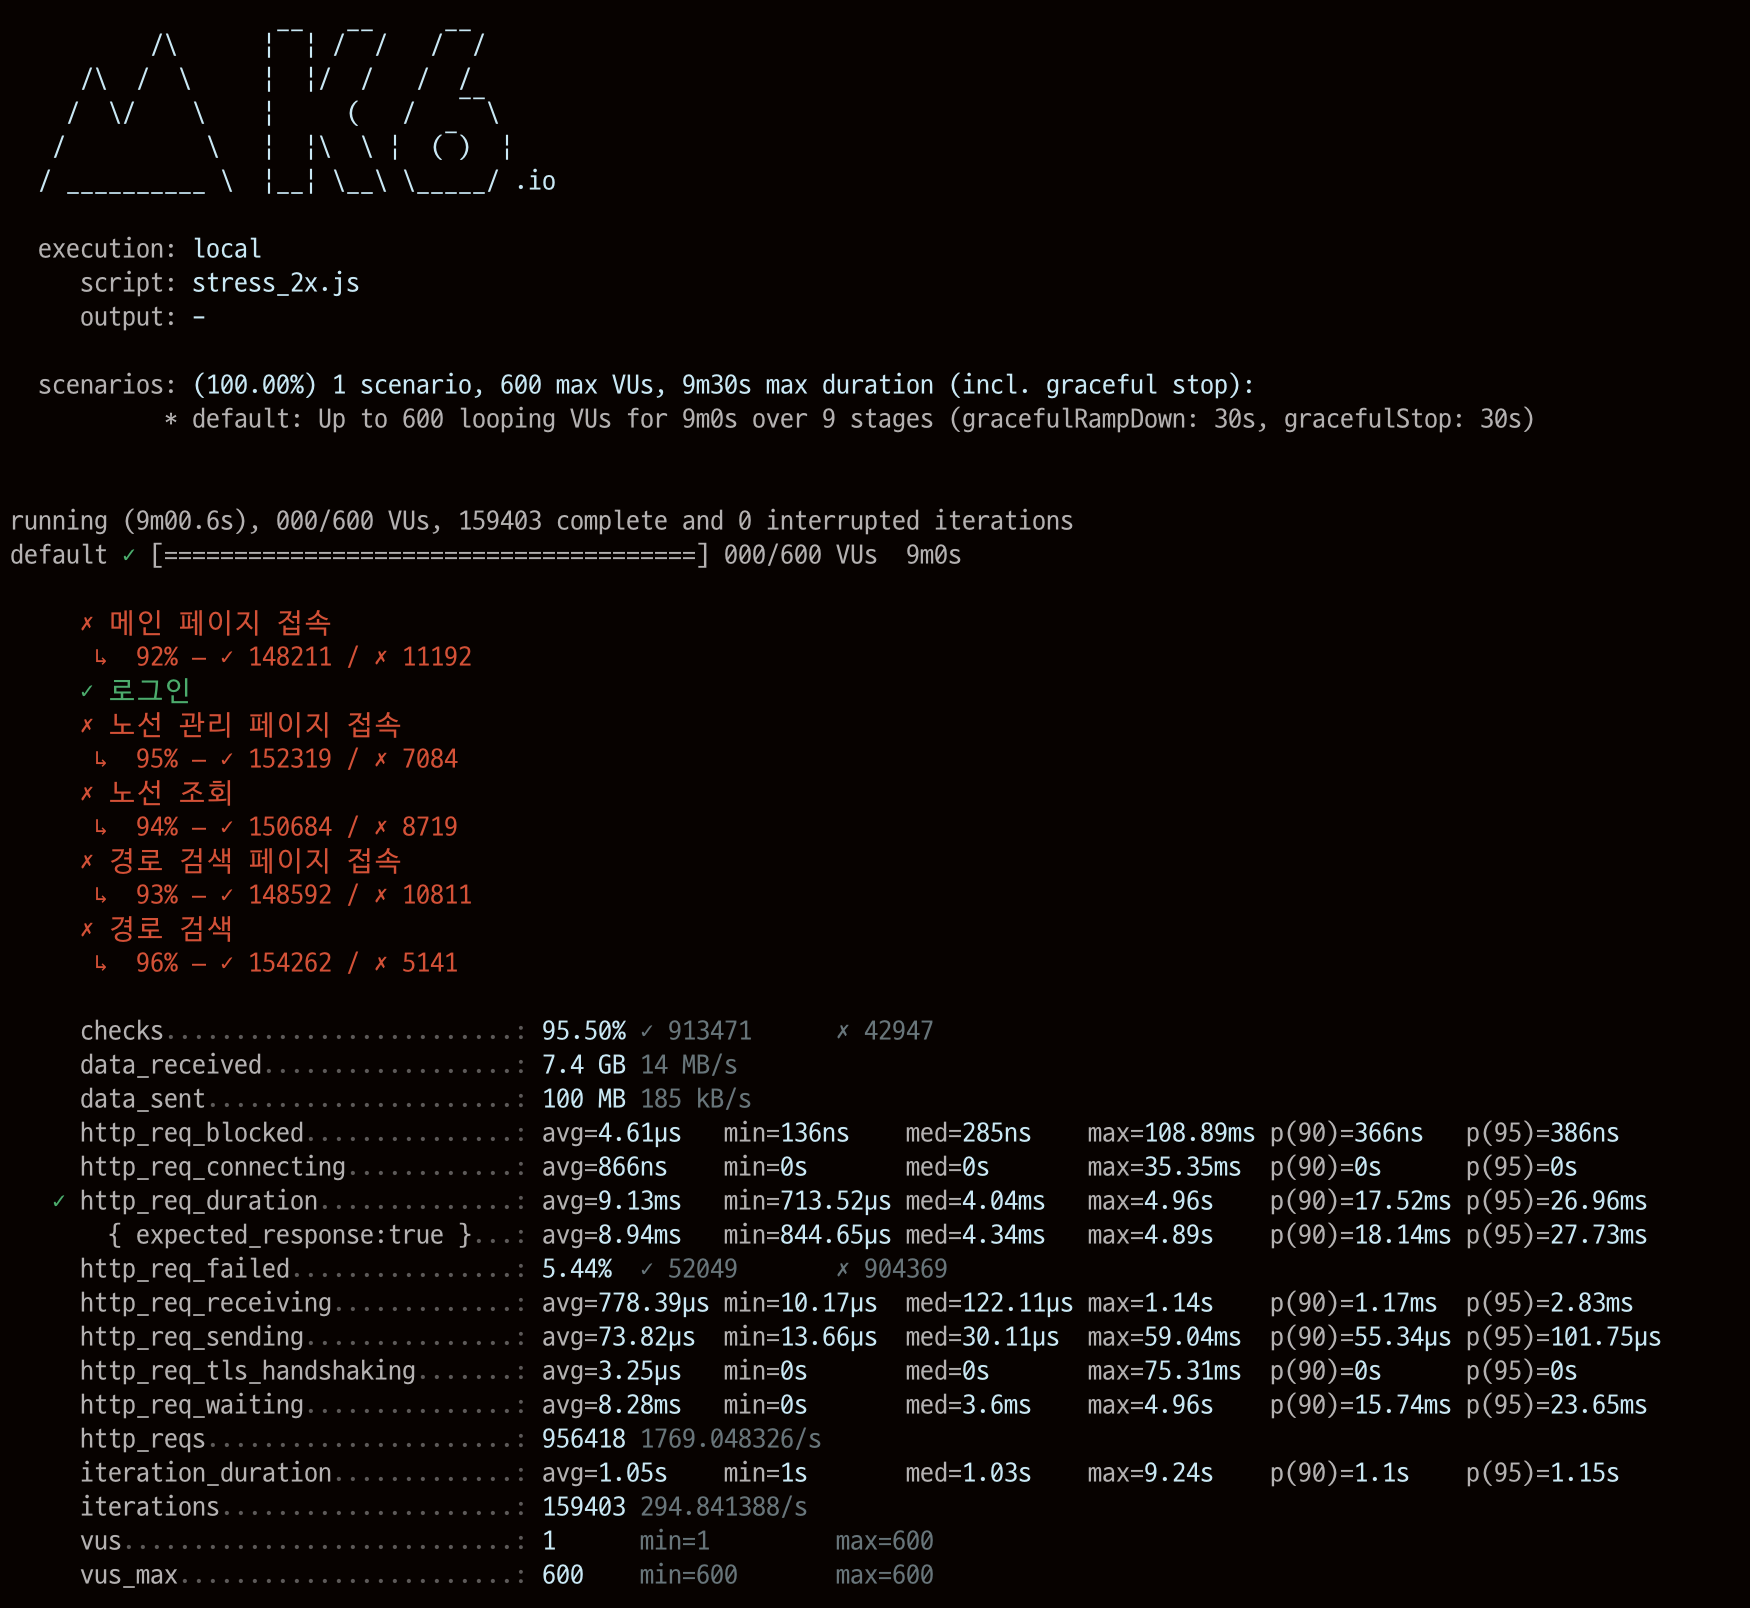 /\      |‾‾| /‾‾/   /‾‾/
/\  /  \     |  |/  /   /  /
/  \/    \    |     (   /   ‾‾\
/          \   |  |\  \ |  (‾)  |
/ __________ \  |__| \__\ \_____/ .io
execution: local
script: stress_2x.js
output: -
scenarios: (100.00%) 1 scenario, 600 max VUs, 9m30s max duration (incl. graceful stop):
* default: Up to 600 looping VUs for 9m0s over 9 stages (gracefulRampDown: 30s, gracefulStop: 30s)
running (9m00.6s), 000/600 VUs, 159403 complete and 0 interrupted iterations
default ✓ [======================================] 000/600 VUs  9m0s
✗ 메인 페이지 접속
↳  92% — ✓ 148211 / ✗ 11192
✓ 로그인
✗ 노선 관리 페이지 접속
↳  95% — ✓ 152319 / ✗ 7084
✗ 노선 조회
↳  94% — ✓ 150684 / ✗ 8719
✗ 경로 검색 페이지 접속
↳  93% — ✓ 148592 / ✗ 10811
✗ 경로 검색
↳  96% — ✓ 154262 / ✗ 5141
checks.........................: 95.50% ✓ 913471      ✗ 42947
data_received..................: 7.4 GB 14 MB/s
data_sent......................: 100 MB 185 kB/s
http_req_blocked...............: avg=4.61µs   min=136ns    med=285ns    max=108.89ms p(90)=366ns   p(95)=386ns
http_req_connecting............: avg=866ns    min=0s       med=0s       max=35.35ms  p(90)=0s      p(95)=0s
✓ http_req_duration..............: avg=9.13ms   min=713.52µs med=4.04ms   max=4.96s    p(90)=17.52ms p(95)=26.96ms
{ expected_response:true }...: avg=8.94ms   min=844.65µs med=4.34ms   max=4.89s    p(90)=18.14ms p(95)=27.73ms
http_req_failed................: 5.44%  ✓ 52049       ✗ 904369
http_req_receiving.............: avg=778.39µs min=10.17µs  med=122.11µs max=1.14s    p(90)=1.17ms  p(95)=2.83ms
http_req_sending...............: avg=73.82µs  min=13.66µs  med=30.11µs  max=59.04ms  p(90)=55.34µs p(95)=101.75µs
http_req_tls_handshaking.......: avg=3.25µs   min=0s       med=0s       max=75.31ms  p(90)=0s      p(95)=0s
http_req_waiting...............: avg=8.28ms   min=0s       med=3.6ms    max=4.96s    p(90)=15.74ms p(95)=23.65ms
http_reqs......................: 956418 1769.048326/s
iteration_duration.............: avg=1.05s    min=1s       med=1.03s    max=9.24s    p(90)=1.1s    p(95)=1.15s
iterations.....................: 159403 294.841388/s
vus............................: 1      min=1         max=600
vus_max........................: 600    min=600       max=600